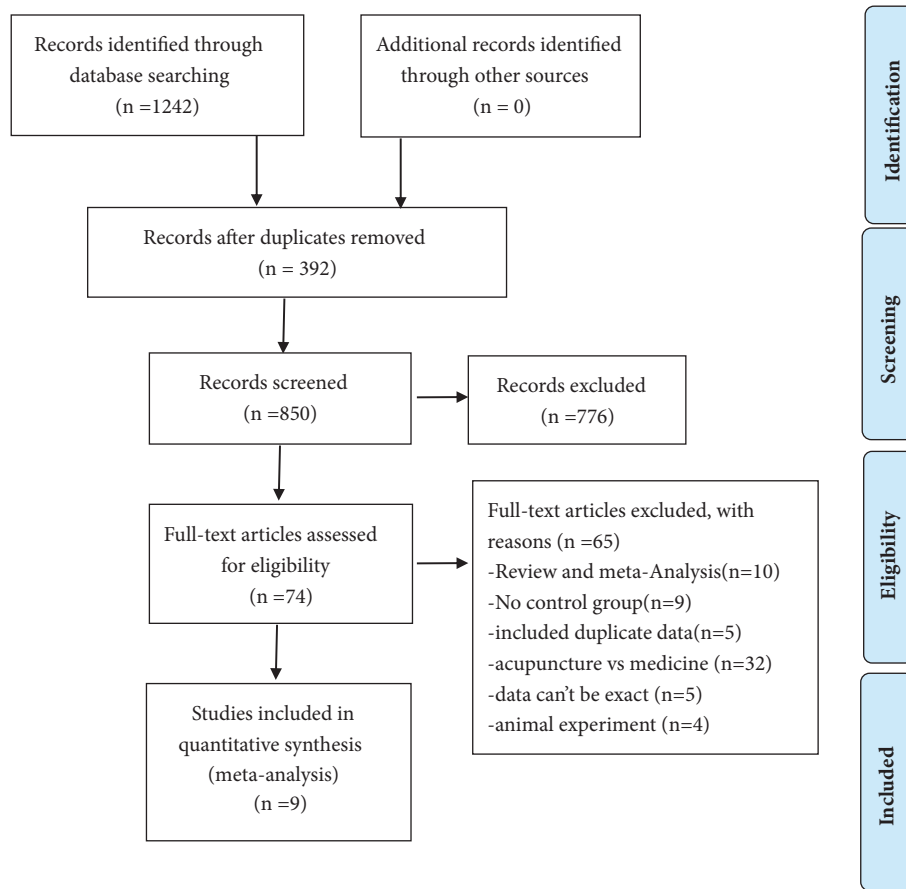 Records identified through
database searching
(n =1242)
Additional records identified
through other sources
(n = 0)
Identification
Records after duplicates removed
(n = 392)
Screening
Records screened
(n =850)
Records excluded
(n =776)
Full-text articles assessed
for eligibility
(n =74)
Full-text articles excluded, with
reasons (n =65)
-Review and meta-Analysis(n=10)
-No control group(n=9)
-included duplicate data(n=5)
-acupuncture vs medicine (n=32)
-data can't be exact (n=5)
-animal experiment (n=4)
Eligibility
Studies included in
quantitative synthesis
(meta-analysis)
(n =9)
Included